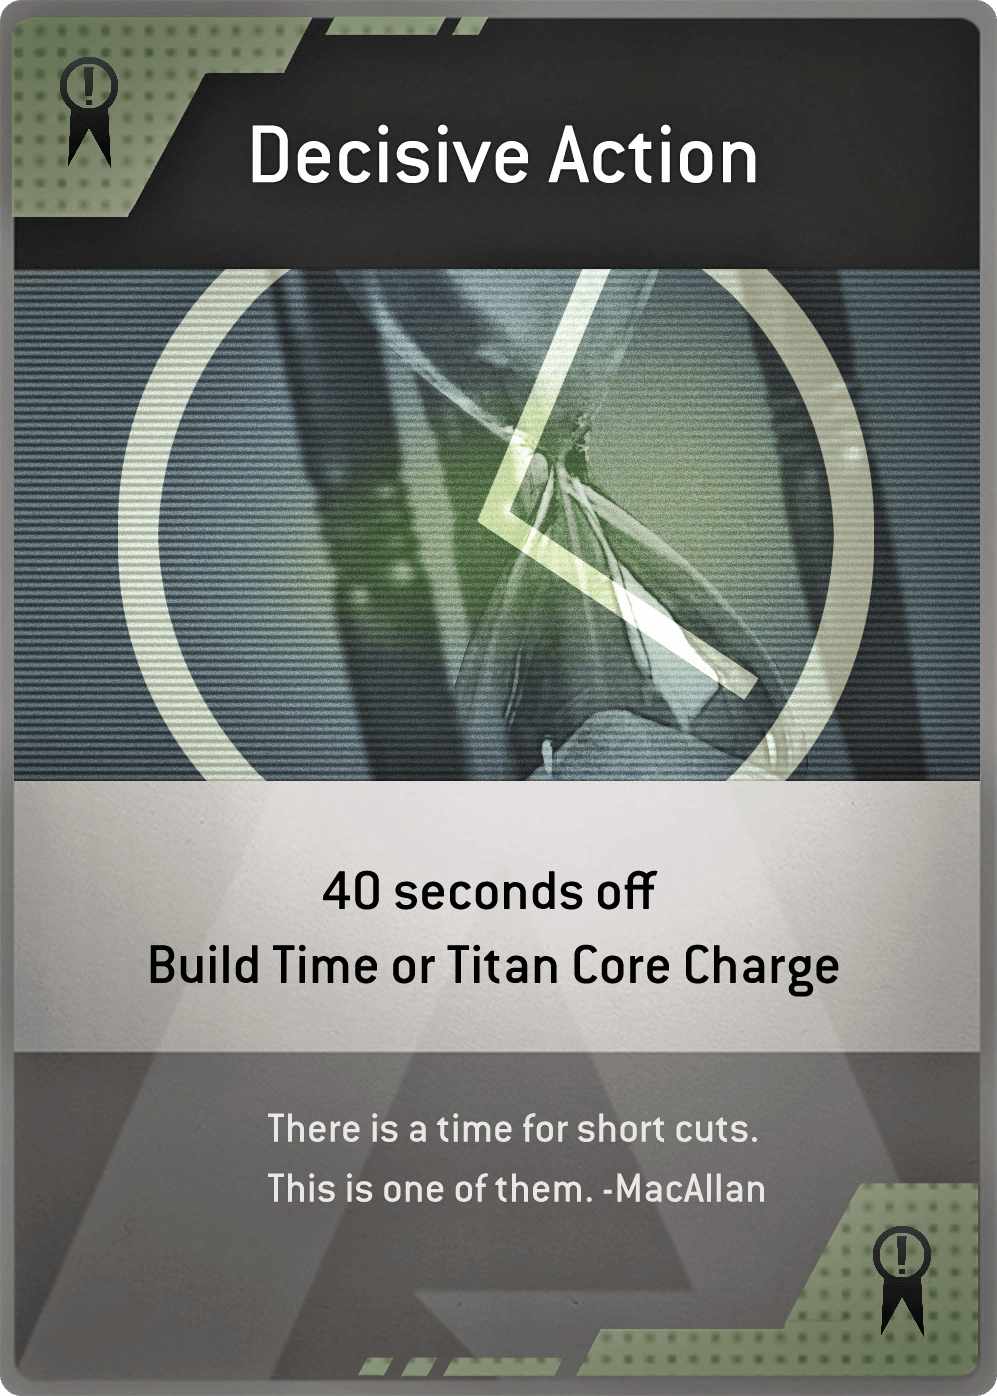 !
Decisive Action
40 seconds off
Build Time or Titan Core Charge
There is a time for short cuts.
This is one of them. -MacAllan
!